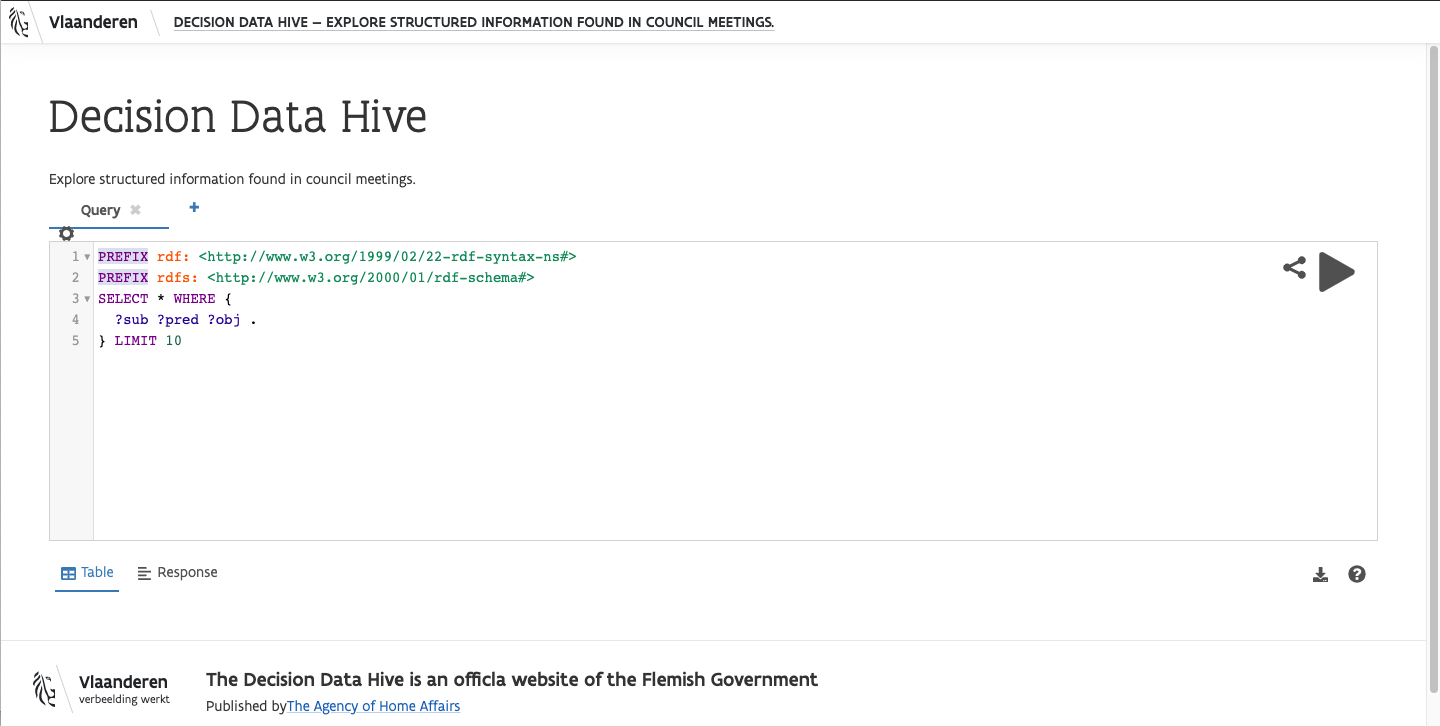 Vlaanderen
DECISION DATA HIVE – EXPLORE STRUCTURED INFORMATION FOUND IN COUNCIL MEETINGS.
Decision Data Hive
Explore structured information found in council meetings.
Query
1 PREFIX rdf: <http://www.w3.org/1999/02/22-rdf-syntax-ns#>
2 PREFIX rdfs: <http://www.w3.org/2000/01/rdf-schema#>
3 SELECT * WHERE {
4 ?sub ?pred ?obj .
5 } LIMIT 10
Table Response
Vlaanderen
verbeelding werkt
The Decision Data Hive is an officla website of the Flemish Government
Published byThe Agency of Home Affairs